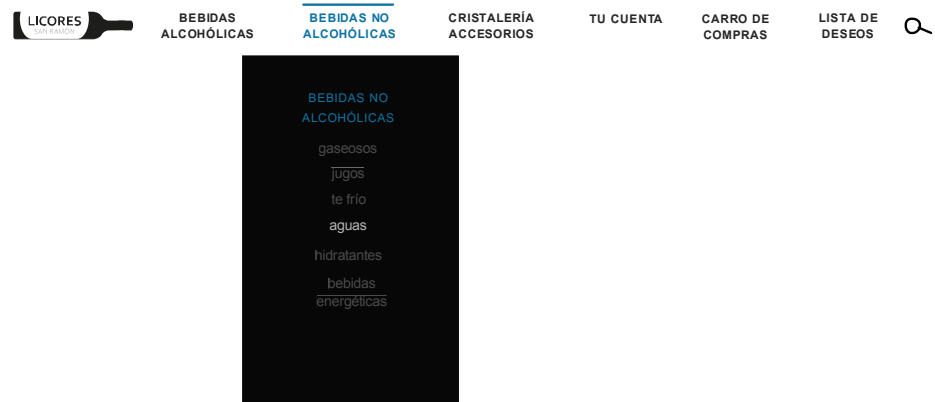 LICORES
SAN RAMÓN
BEBIDAS
ALCOHÓLICAS
BEBIDAS NO
ALCOHÓLICAS
CRISTALERÍA
ACCESORIOS
TU CUENTA
CARRO DE
COMPRAS
LISTA DE
DESEOS
BEBIDAS NO
ALCOHÓLICAS
gaseosos
jugos
te frío
aguas
hidratantes
bebidas
energéticas